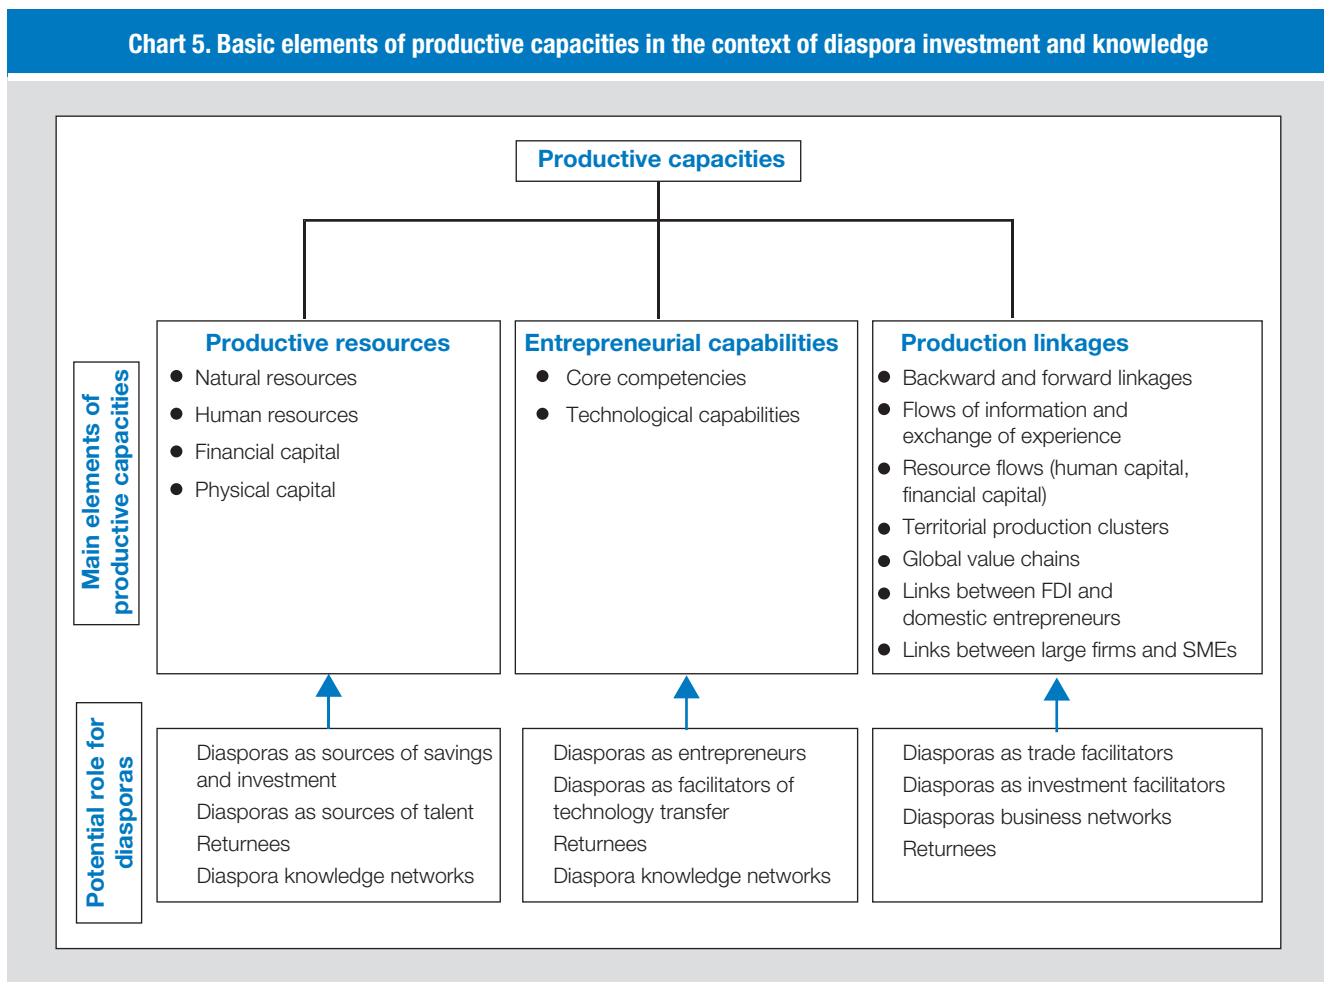 Chart 5. Basic elements of productive capacities in the context of diaspora investment and knowledge
Productive capacities
Main elements of
productive capacities
Productive resources
● Natural resources
● Human resources
● Financial capital
● Physical capital
Entrepreneurial capabilities
● Core competencies
● Technological capabilities
Production linkages
● Backward and forward linkages
● Flows of information and
exchange of experience
● Resource flows (human capital,
financial capital)
● Territorial production clusters
● Global value chains
● Links between FDI and
domestic entrepreneurs
● Links between large firms and SMEs
Potential role for
diasporas
Diasporas as sources of savings
and investment
Diasporas as sources of talent
Returnees
Diaspora knowledge networks
Diasporas as entrepreneurs
Diasporas as facilitators of
technology transfer
Returnees
Diaspora knowledge networks
Diasporas as trade facilitators
Diasporas as investment facilitators
Diasporas business networks
Returnees